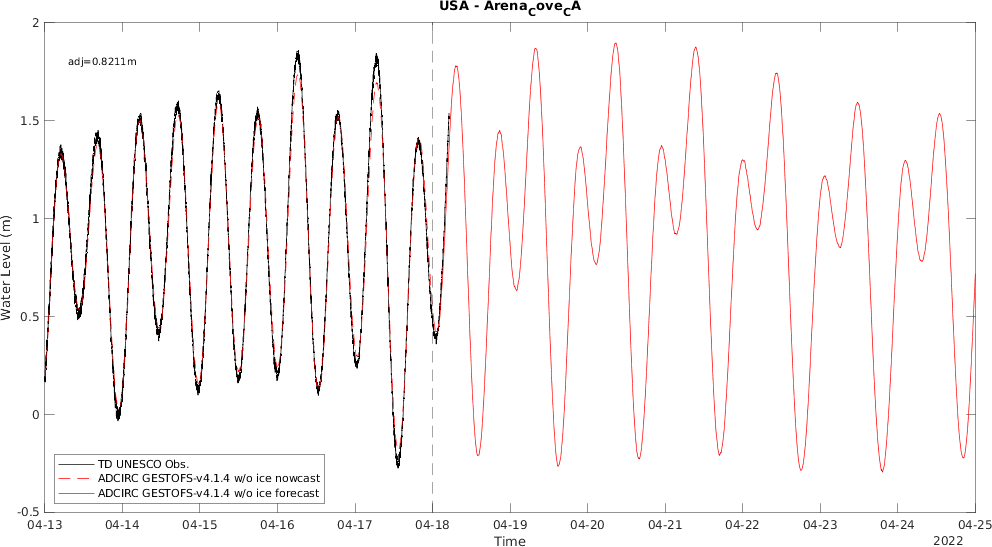 USA - Arena_Cove_CA
2
adj=0.8211m
1.5
1
0.5
0
-0.5
Water Level (m)
TD UNESCO Obs.
ADCIRC GESTOFS-v4.1.4 w/o ice nowcast
ADCIRC GESTOFS-v4.1.4 w/o ice forecast
04-13 04-14 04-15 04-16 04-17 04-18 04-19 04-20 04-21 04-22 04-23 04-24 04-25
Time
2022